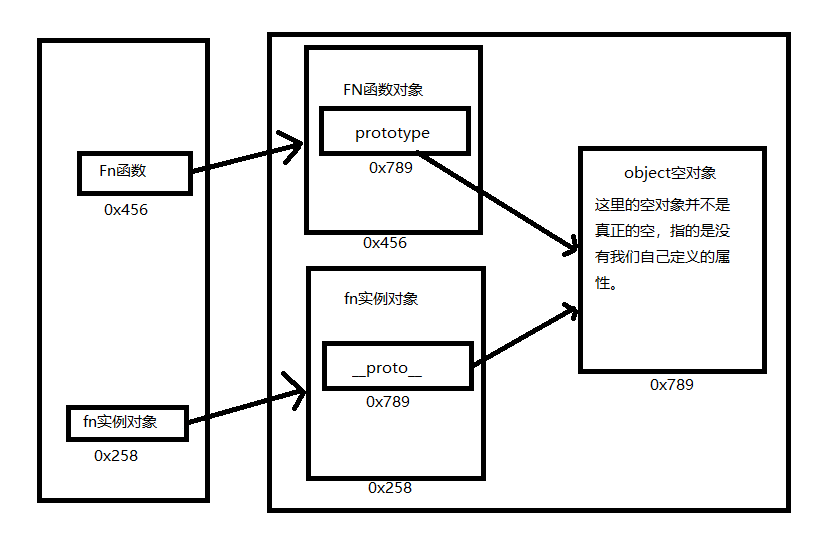 FN函数对象
prototype
0x789
0x456
Fn函数
0x456
object空对象
这里的空对象并不是
真正的空，指的是没
有我们自己定义的属
性。
0x789
fn实例对象
__proto__
0x789
0x258
fn实例对象
0x258